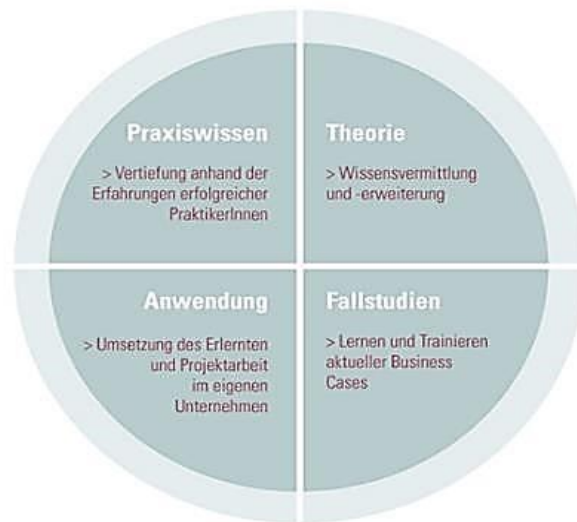 Praxiswissen
> Vertiefung anhand der
Erfahrungen erfolgreicher
PraktikerInnen
Theorie
> Wissensvermittlung
und -erweiterung
Anwendung
> Umsetzung des Erlernten
und Projektarbeit
im eigenen
Unternehmen
Fallstudien
> Lernen und Trainieren
aktueller Business
Cases